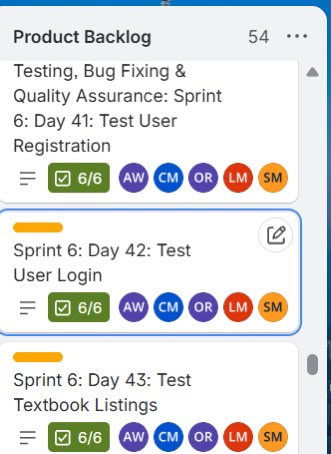 Product Backlog 54
Testing, Bug Fixing &
Quality Assurance: Sprint
6: Day 41: Test User
Registration
6/6 AW CM OR LM SM
Sprint 6: Day 42: Test
User Login
6/6 AW CM OR LM SM
Sprint 6: Day 43: Test
Textbook Listings
6/6 AW CM OR LM SM